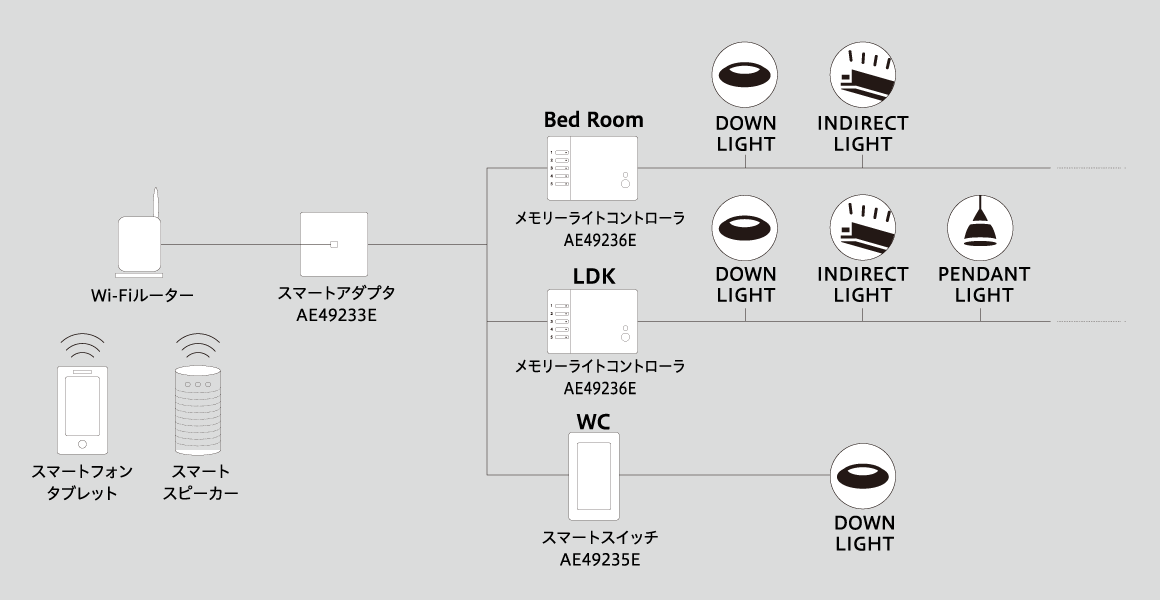 DOWN
LIGHT
INDIRECT
LIGHT
Bed Room
1
2
3
4
5
メモリーライトコントローラ
AE49236E
Wi-Fiルーター
スマートアダプタ
AE49233E
DOWN
LIGHT
INDIRECT
LIGHT
PENDANT
LIGHT
LDK
1
2
3
4
5
メモリーライトコントローラ
AE49236E
スマートフォン
タブレット
スマート
スピーカー
WC
スマートスイッチ
AE49235E
DOWN
LIGHT